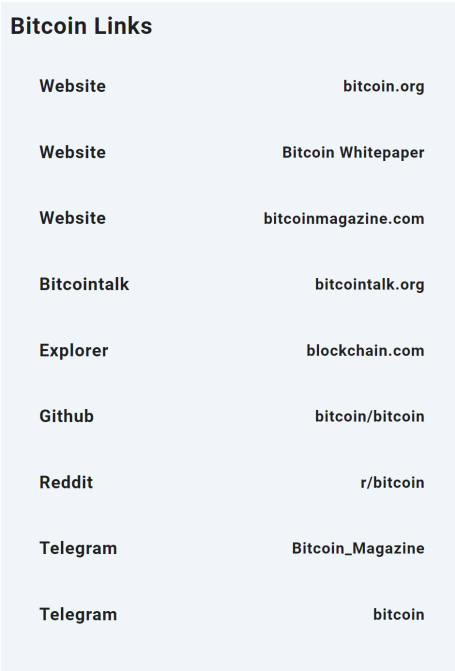 Bitcoin Links
Website bitcoin.org
Website Bitcoin Whitepaper
Website bitcoinmagazine.com
Bitcointalk bitcointalk.org
Explorer blockchain.com
Github bitcoin/bitcoin
Reddit r/bitcoin
Telegram Bitcoin_Magazine
Telegram bitcoin